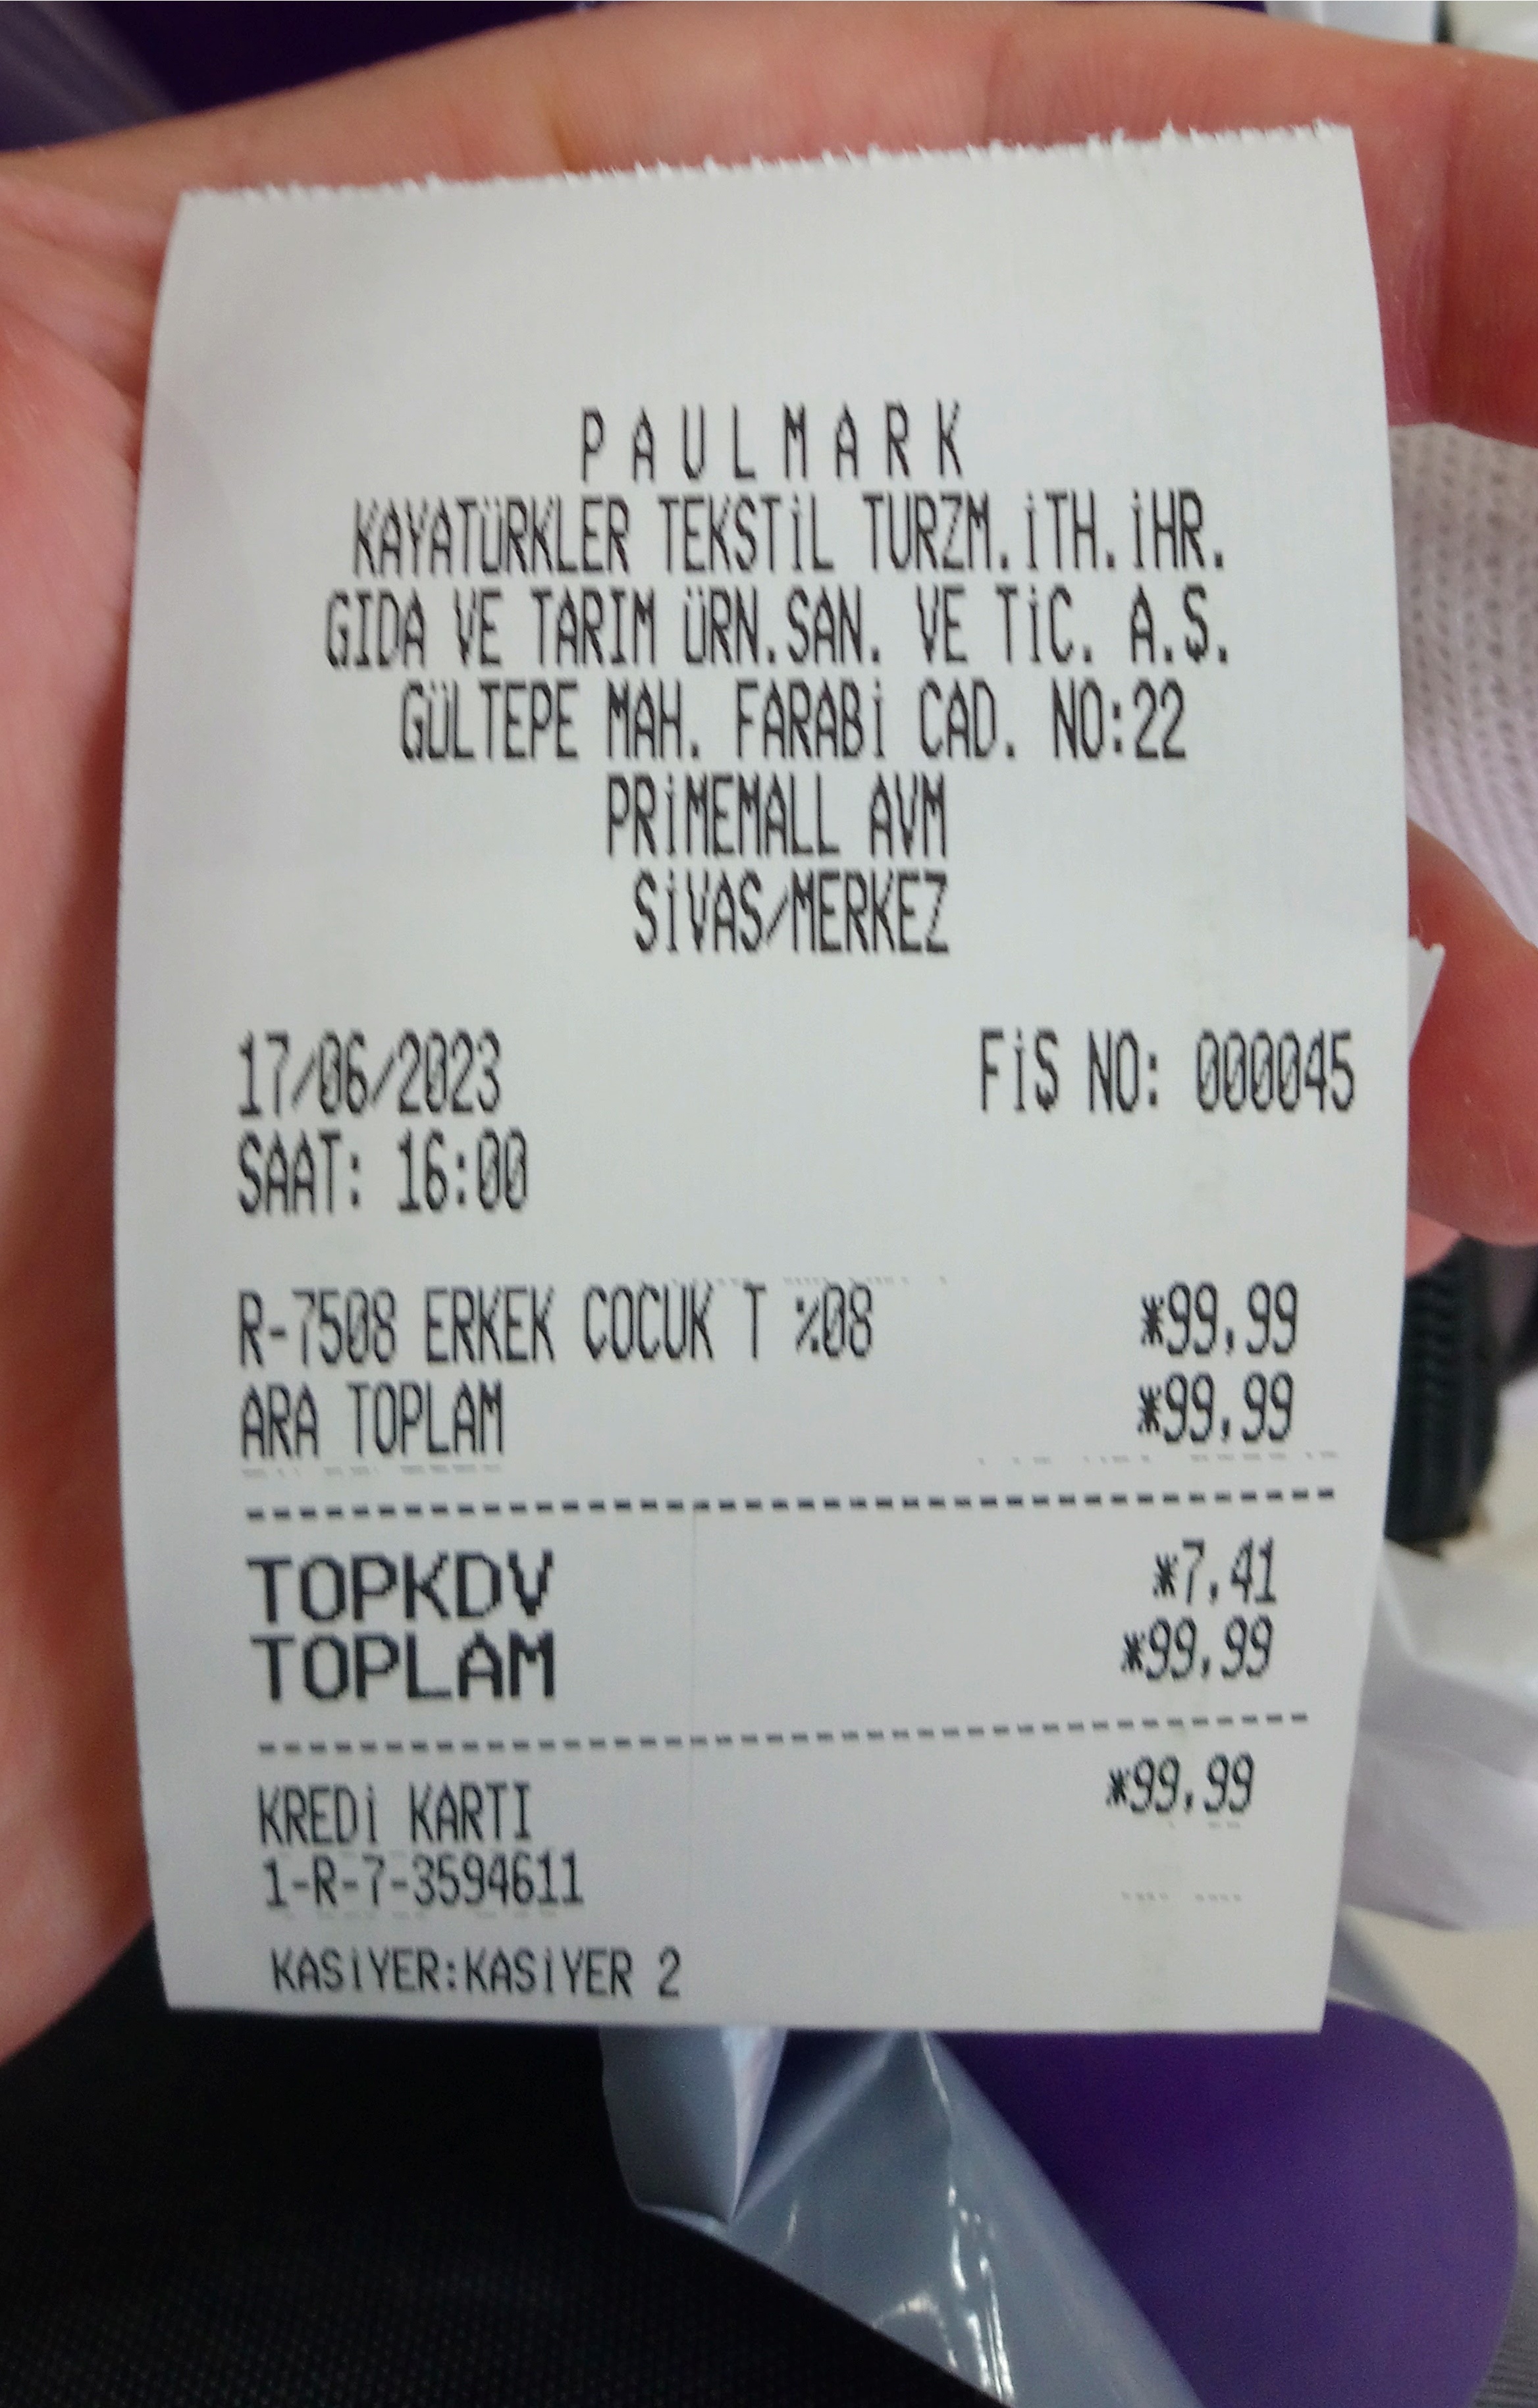 P A U L M A R K
KAYATÜRKLER TEKSTİL TURZM.İTH.İHR.
GIDA VE TARIM ÜRN.SAN. VE TİC. A.Ş.
GÜLTEPE MAH. FARABİ CAD. NO:22
PRİMEMALL AVM
SİVAS/MERKEZ
17/06/2023 FİŞ NO: 000045
SAAT: 16:00
R-7508 ERKEK COCUK T %08 *99,99
ARA TOPLAM *99,99
TOPKDV *7,41
TOPLAM *99,99
KREDİ KARTI *99,99
1-R-7-3594611
KASİYER:KASİYER 2